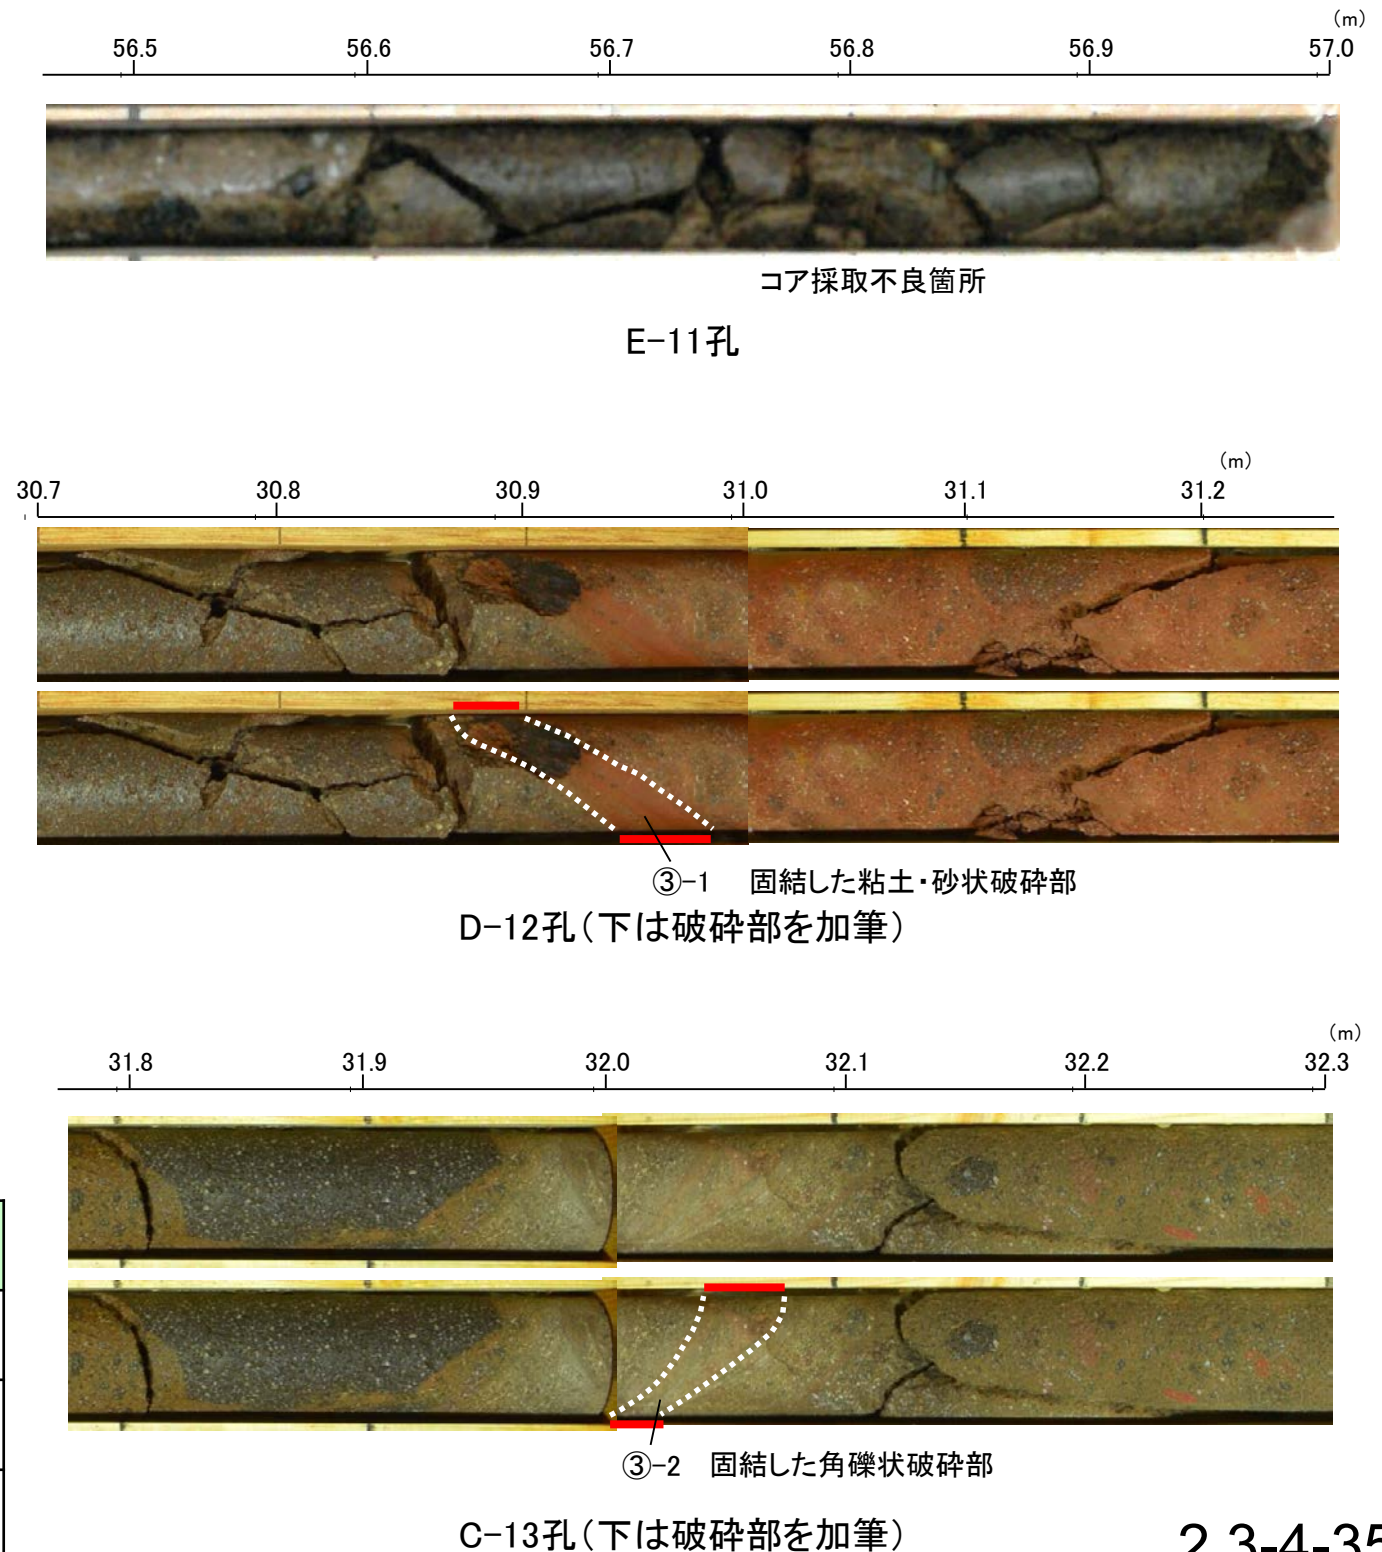 (m)
56.5 56.6 56.7 56.8 56.9 57.0
コア採取不良箇所
E-11孔
(m)
30.7 30.8 30.9 31.0 31.1 31.2
③-1 固結した粘土・砂状破砕部
D-12孔(下は破砕部を加筆)
(m)
31.8 31.9 32.0 32.1 32.2 32.3
③-2 固結した角礫状破砕部
C-13孔(下は破砕部を加筆)
2.3-4-35